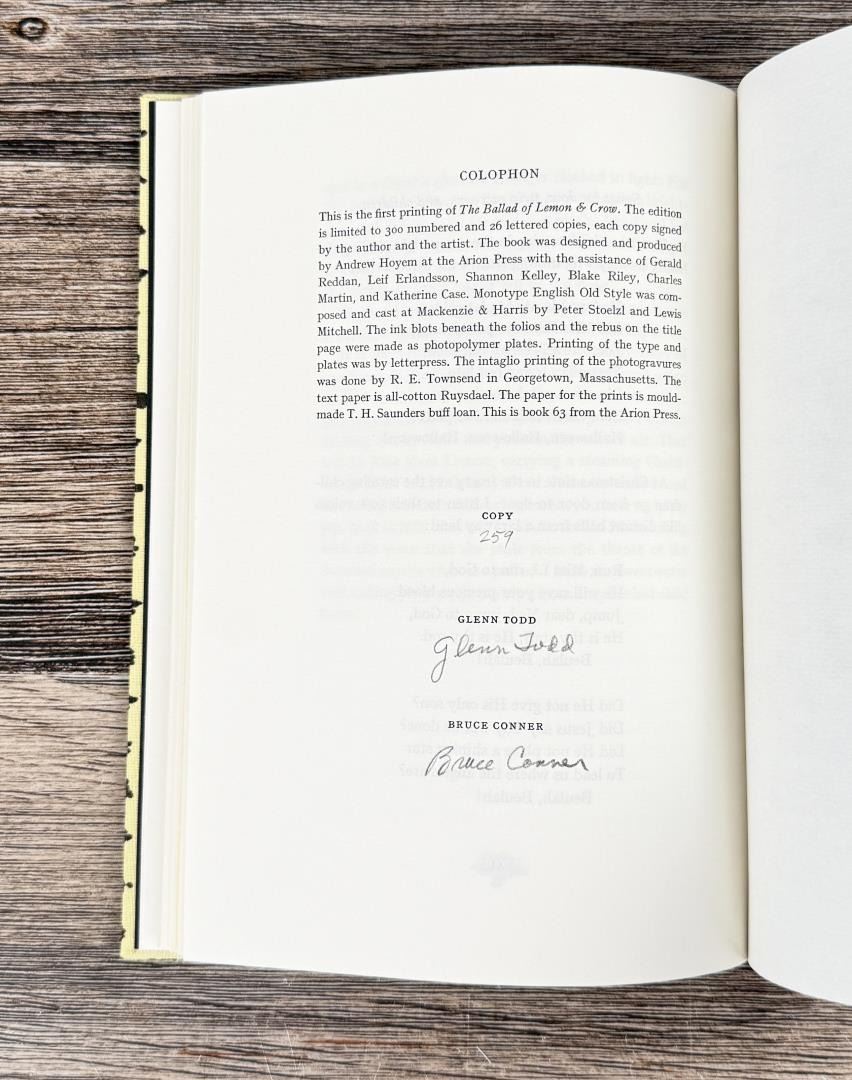 COLOPHON
This is the first printing of The Ballad of Lemon & Crow. The edition
is limited to 300 numbered and 26 lettered copies, each copy signed
by the author and the artist. The book was designed and produced
by Andrew Hoyem at the Arion Press with the assistance of Gerald
Reddan, Leif Erlandsson, Shannon Kelley, Blake Riley, Charles
Martin, and Katherine Case. Monotype English Old Style was com-
posed and cast at Mackenzie & Harris by Peter Stoelzl and Lewis
Mitchell. The ink blots beneath the folios and the rebus on the title
page were made as photopolymer plates. Printing of the type and
plates was by letterpress. The intaglio printing of the photogravures
was done by R. E. Townsend in Georgetown, Massachusetts. The
text paper is all-cotton Ruysdael. The paper for the prints is mould-
made T. H. Saunders buff loan. This is book 63 from the Arion Press.
COPY
259
GLENN TODD
Glenn Todd
BRUCE CONNER
Bruce Conner